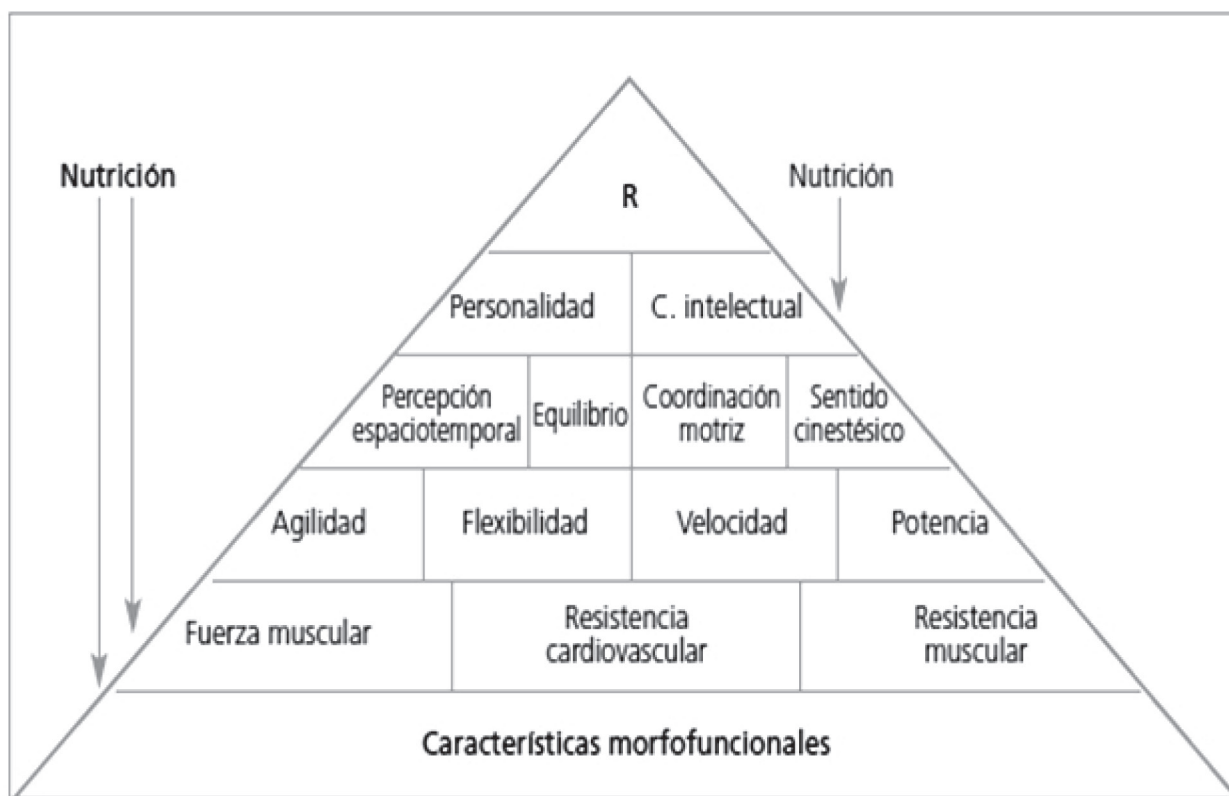 Nutrición
Nutrición
R
Personalidad
C. intelectual
Percepción
espaciotemporal
Equilibrio
Coordinación
motriz
Sentido
cinestésico
Agilidad
Flexibilidad
Velocidad
Potencia
Fuerza muscular
Resistencia
cardiovascular
Resistencia
muscular
Características morfofuncionales